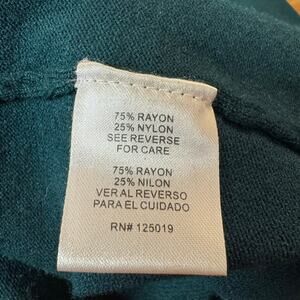 75% RAYON
25% NYLON
SEE REVERSE
FOR CARE
75% RAYON
25% NILON
VER AL REVERSO
PARA EL CUIDADO
RN# 125019